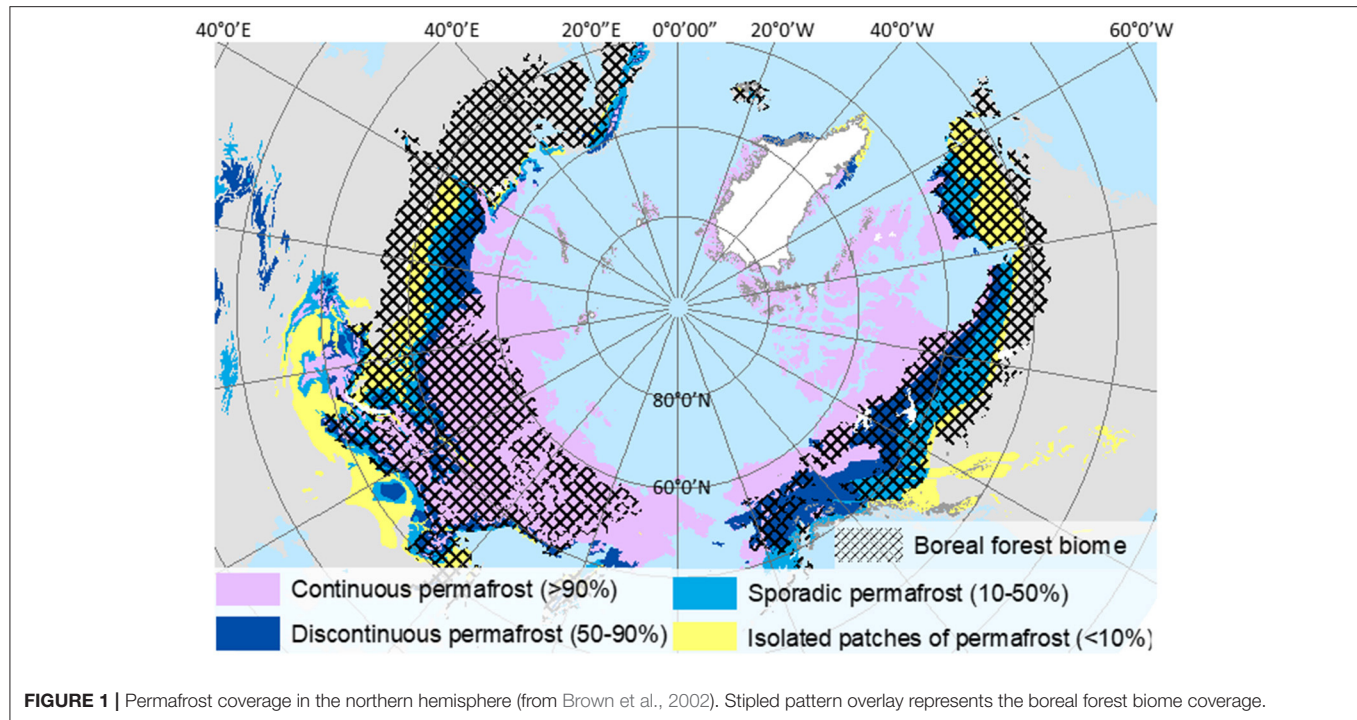 40°0'E 40°0'E 20°0"E 0°0'00" 20°0'W 40°0'W 60°0'W
80°0'N
60°0'N
Boreal forest biome
Continuous permafrost (>90%) Sporadic permafrost (10-50%)
Discontinuous permafrost (50-90%) Isolated patches of permafrost (<10%)
FIGURE 1 | Permafrost coverage in the northern hemisphere (from Brown et al., 2002). Stipled pattern overlay represents the boreal forest biome coverage.